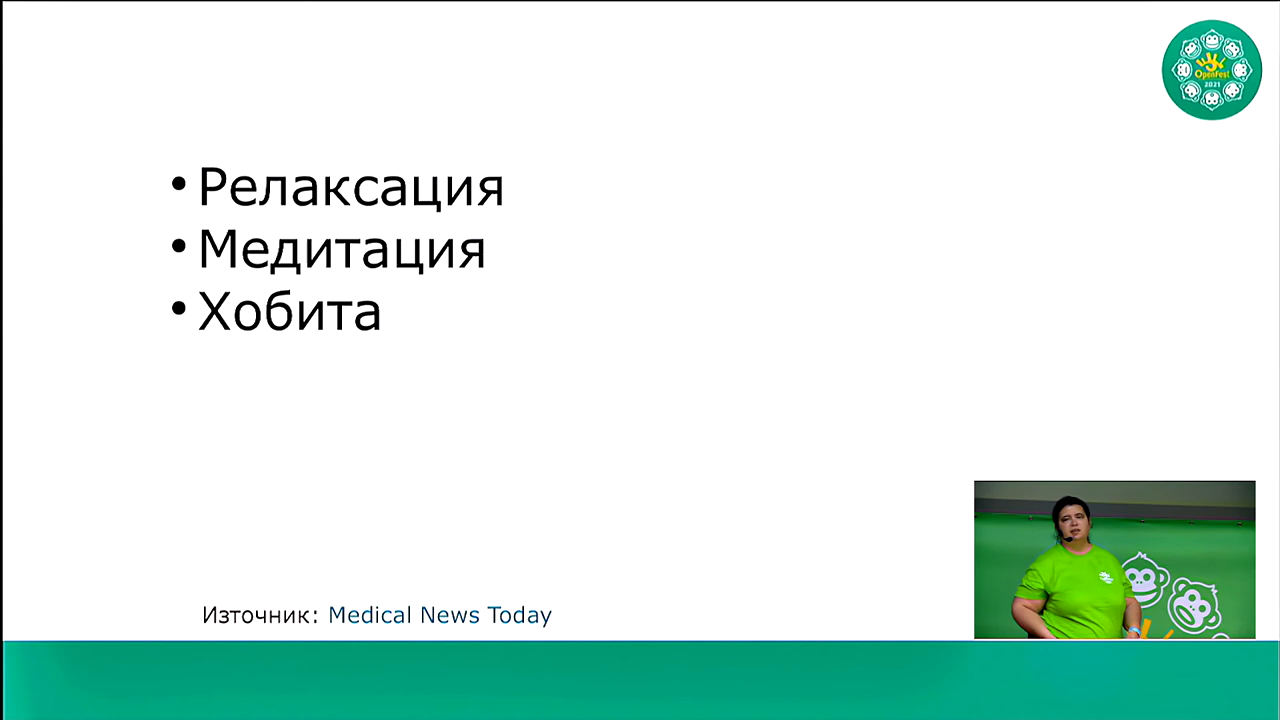 OpenFest
2021
• Релаксация
• Медитация
• Хобита
Източник: Medical News Today